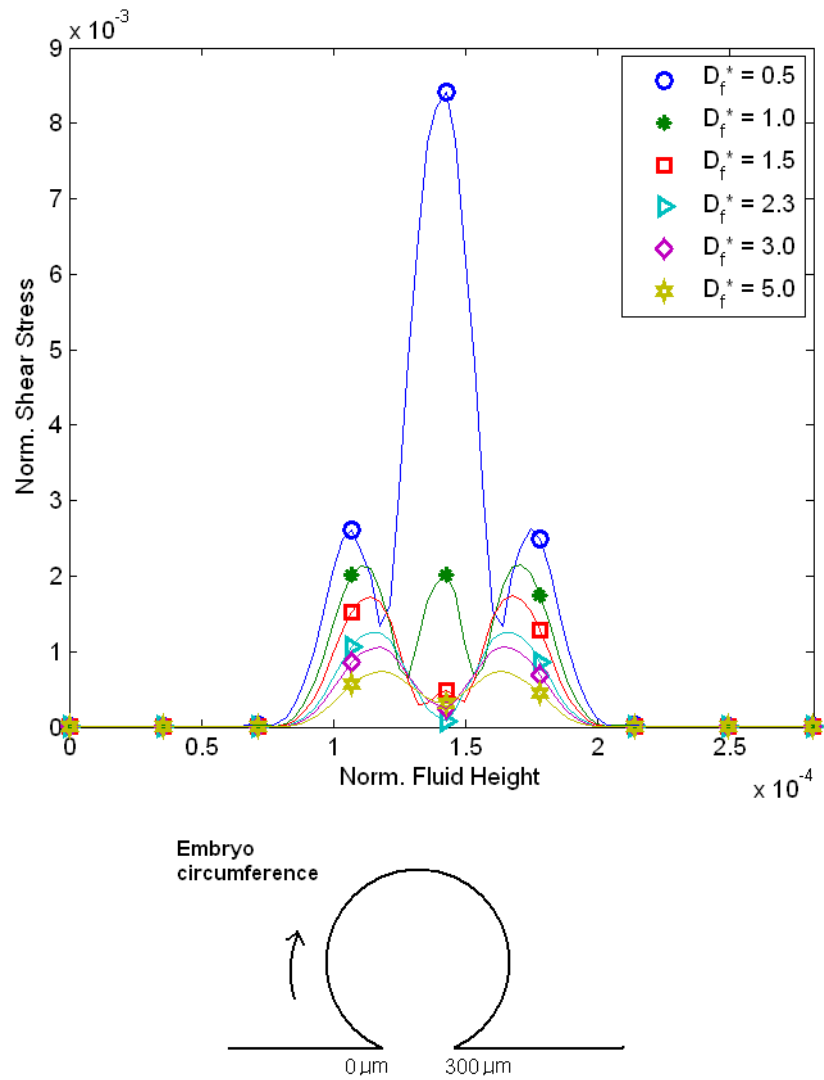 x 10^-3
9
8
7
6
5
4
3
2
1
0
Norm. Shear Stress
D_f^* = 0.5
D_f^* = 1.0
D_f^* = 1.5
D_f^* = 2.3
D_f^* = 3.0
D_f^* = 5.0
0 0.5 1 1.5 2 2.5
Norm. Fluid Height
x 10^-4
Embryo
circumference
0 µm 300 µm